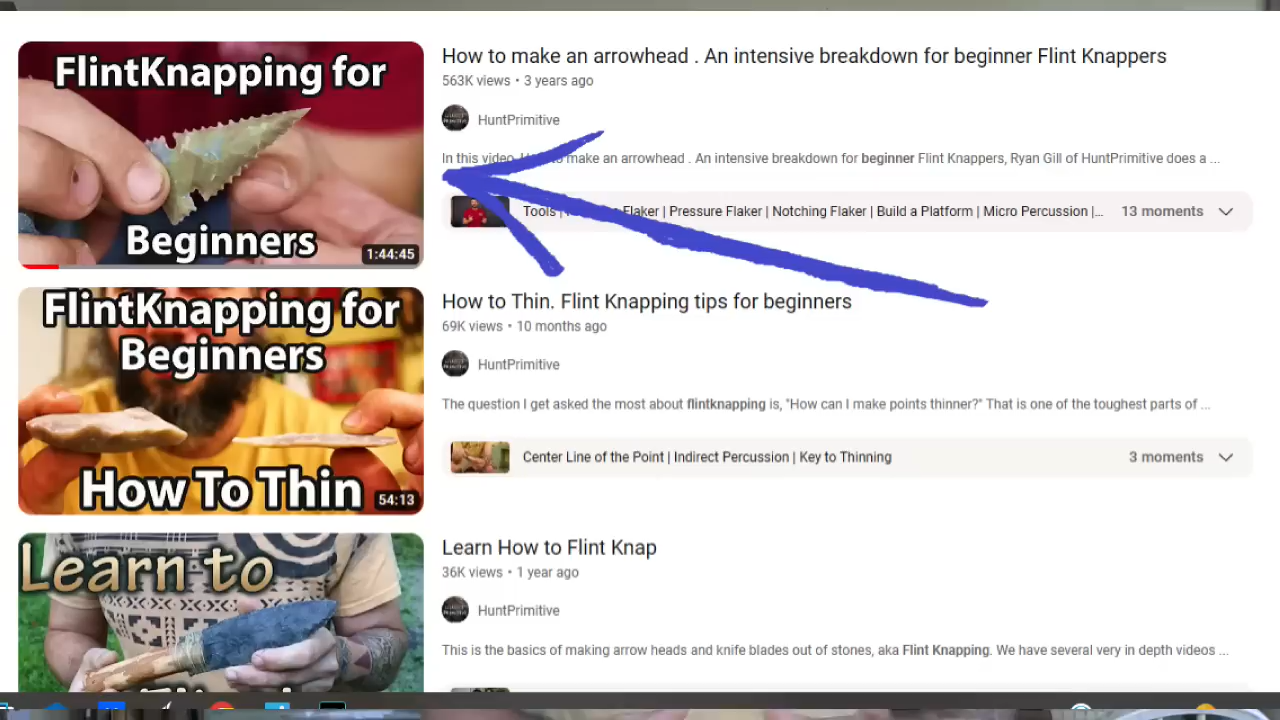 FlintKnapping for
Beginners
1:44:45
How to make an arrowhead . An intensive breakdown for beginner Flint Knappers
563K views • 3 years ago
HuntPrimitive
In this video, make an arrowhead . An intensive breakdown for beginner Flint Knappers, Ryan Gill of HuntPrimitive does a ...
Tools | Flaker | Pressure Flaker | Notching Flaker | Build a Platform | Micro Percussion |...
13 moments
FlintKnapping for
Beginners
How To Thin
54:13
How to Thin. Flint Knapping tips for beginners
69K views • 10 months ago
HuntPrimitive
The question I get asked the most about flintknapping is, "How can I make points thinner?" That is one of the toughest parts of ...
Center Line of the Point | Indirect Percussion | Key to Thinning
3 moments
Learn to
Learn How to Flint Knap
36K views • 1 year ago
HuntPrimitive
This is the basics of making arrow heads and knife blades out of stones, aka Flint Knapping. We have several very in depth videos ...